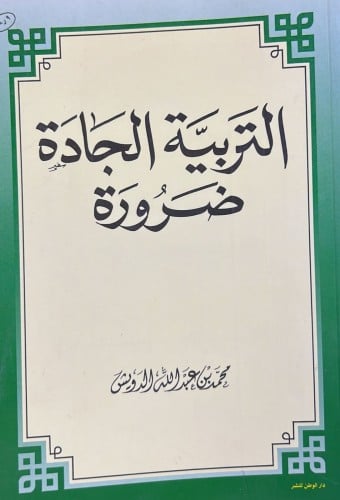 التربية الجادة
ضرورة
محمد بن عبد الله الدويش
دار الوطن للنشر